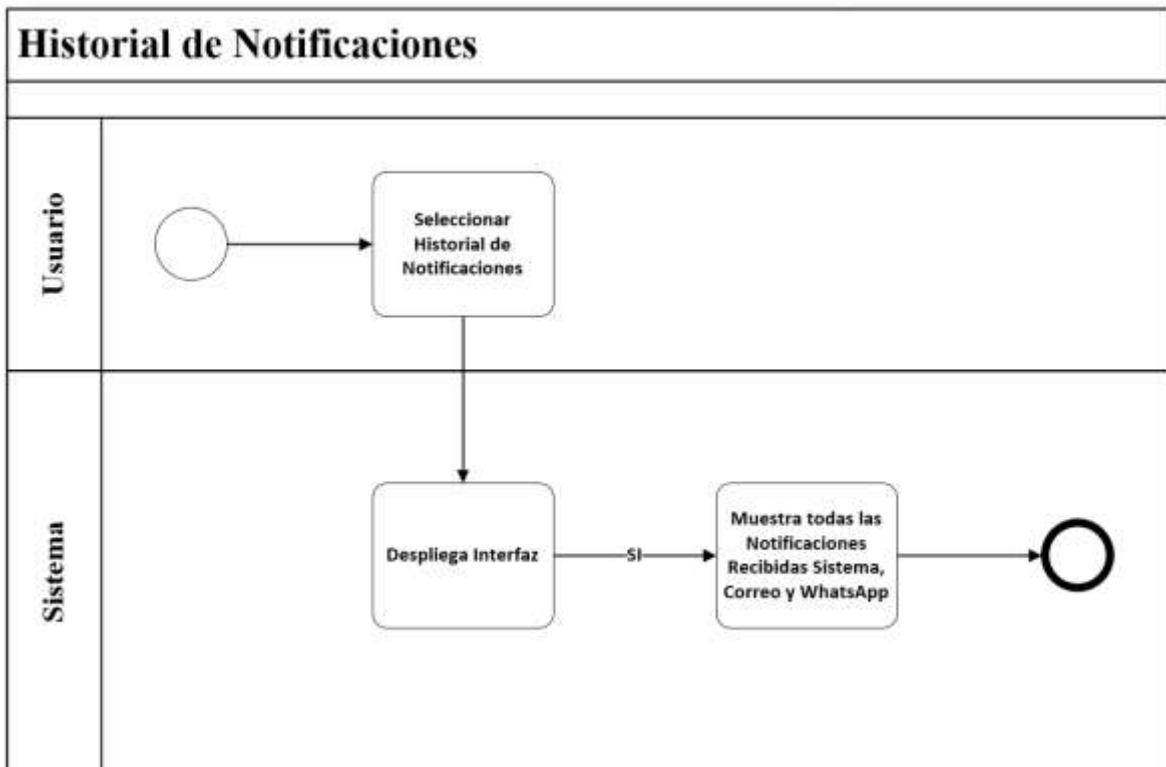 Historial de Notificaciones
Usuario
Seleccionar
Historial de
Notificaciones
Sistema
Despliega Interfaz
SI
Muestra todas las
Notificaciones
Recibidas Sistema,
Correo y WhatsApp